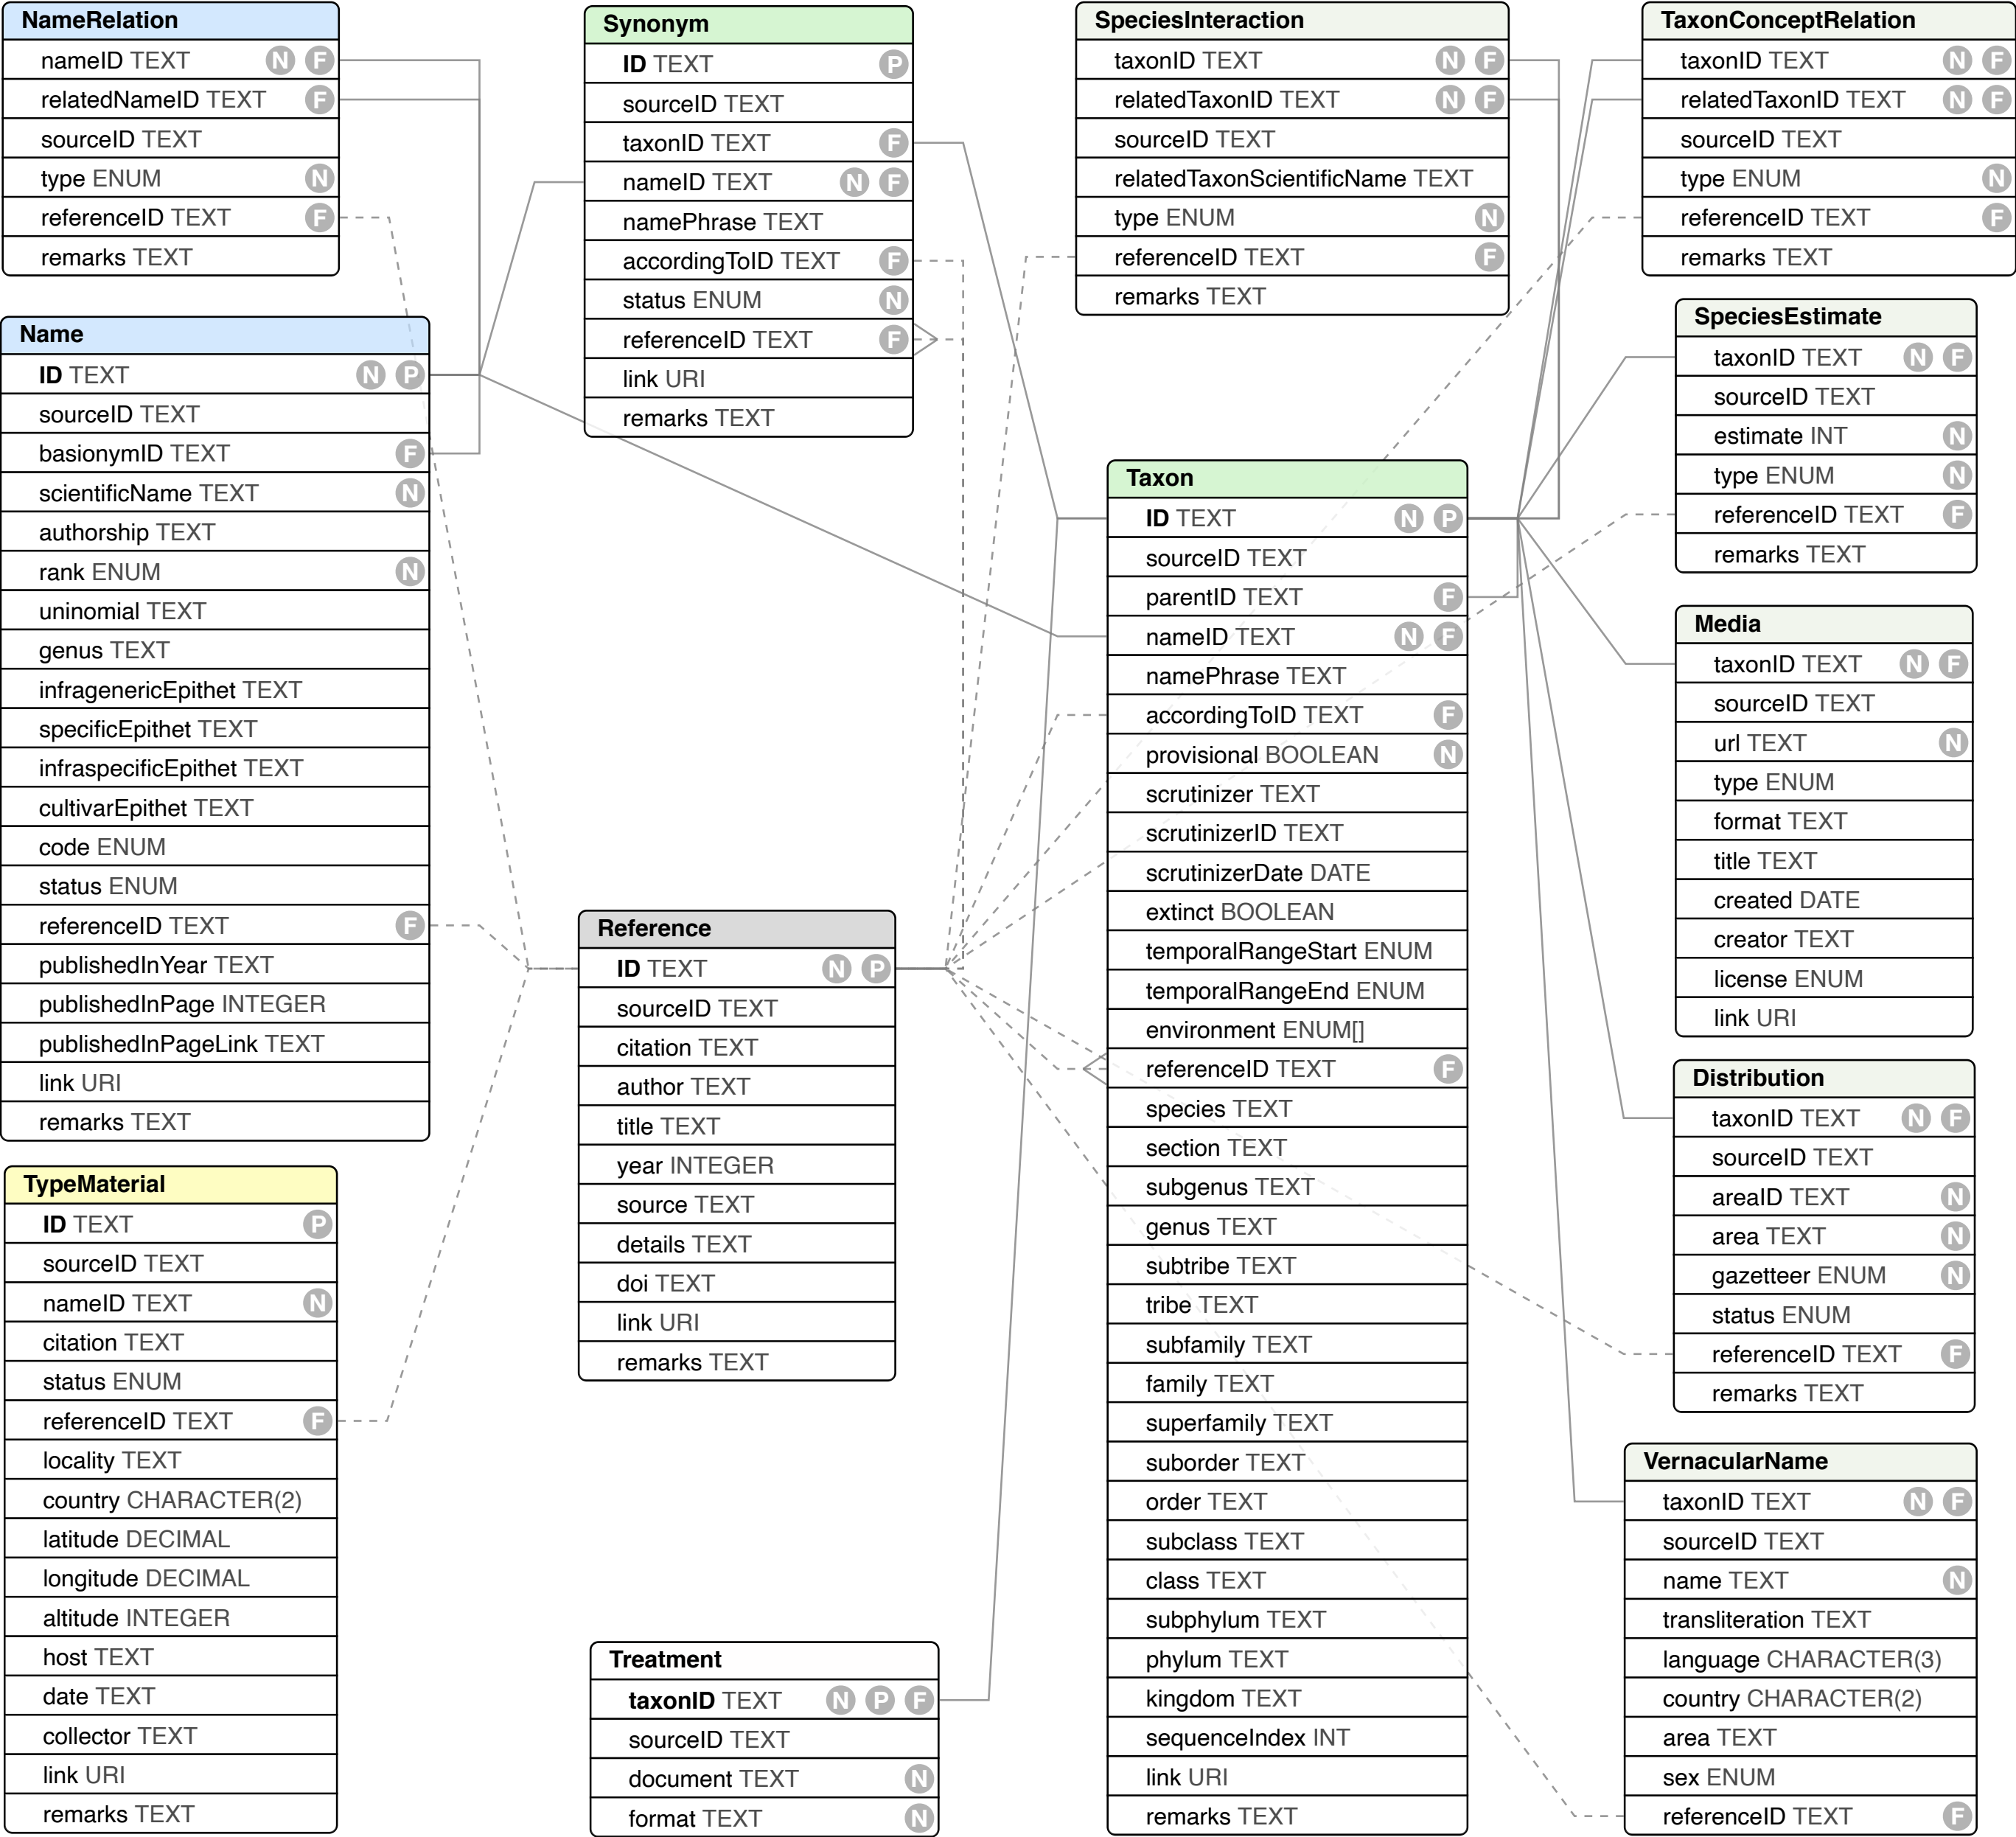 NameRelation
nameID TEXT N F
relatedNameID TEXT F
sourceID TEXT
type ENUM N
referenceID TEXT F
remarks TEXT
Name
ID TEXT N P
sourceID TEXT
basionymID TEXT F
scientificName TEXT N
authorship TEXT
rank ENUM N
uninomial TEXT
genus TEXT
infragenericEpithet TEXT
specificEpithet TEXT
infraspecificEpithet TEXT
cultivarEpithet TEXT
code ENUM
status ENUM
referenceID TEXT F
publishedInYear TEXT
publishedInPage INTEGER
publishedInPageLink TEXT
link URI
remarks TEXT
TypeMaterial
ID TEXT P
sourceID TEXT
nameID TEXT N
citation TEXT
status ENUM
referenceID TEXT F
locality TEXT
country CHARACTER(2)
latitude DECIMAL
longitude DECIMAL
altitude INTEGER
host TEXT
date TEXT
collector TEXT
link URI
remarks TEXT
Synonym
ID TEXT P
sourceID TEXT
taxonID TEXT F
nameID TEXT N F
namePhrase TEXT
accordingToID TEXT F
status ENUM N
referenceID TEXT F
link URI
remarks TEXT
Reference
ID TEXT N P
sourceID TEXT
citation TEXT
author TEXT
title TEXT
year INTEGER
source TEXT
details TEXT
doi TEXT
link URI
remarks TEXT
Treatment
taxonID TEXT N P F
sourceID TEXT
document TEXT N
format TEXT N
SpeciesInteraction
taxonID TEXT N F
relatedTaxonID TEXT N F
sourceID TEXT
relatedTaxonScientificName TEXT
type ENUM N
referenceID TEXT F
remarks TEXT
Taxon
ID TEXT N P
sourceID TEXT
parentID TEXT F
nameID TEXT N F
namePhrase TEXT
accordingToID TEXT F
provisional BOOLEAN N
scrutinizer TEXT
scrutinizerID TEXT
scrutinizerDate DATE
extinct BOOLEAN
temporalRangeStart ENUM
temporalRangeEnd ENUM
environment ENUM[]
referenceID TEXT F
species TEXT
section TEXT
subgenus TEXT
genus TEXT
subtribe TEXT
tribe TEXT
subfamily TEXT
family TEXT
superfamily TEXT
suborder TEXT
order TEXT
subclass TEXT
class TEXT
subphylum TEXT
phylum TEXT
kingdom TEXT
sequenceIndex INT
link URI
remarks TEXT
TaxonConceptRelation
taxonID TEXT N F
relatedTaxonID TEXT N F
sourceID TEXT
type ENUM N
referenceID TEXT F
remarks TEXT
SpeciesEstimate
taxonID TEXT N F
sourceID TEXT
estimate INT N
type ENUM N
referenceID TEXT F
remarks TEXT
Media
taxonID TEXT N F
sourceID TEXT
url TEXT N
type ENUM
format TEXT
title TEXT
created DATE
creator TEXT
license ENUM
link URI
Distribution
taxonID TEXT N F
sourceID TEXT
areaID TEXT N
area TEXT N
gazetteer ENUM N
status ENUM
referenceID TEXT F
remarks TEXT
VernacularName
taxonID TEXT N F
sourceID TEXT
name TEXT N
transliteration TEXT
language CHARACTER(3)
country CHARACTER(2)
area TEXT
sex ENUM
referenceID TEXT F